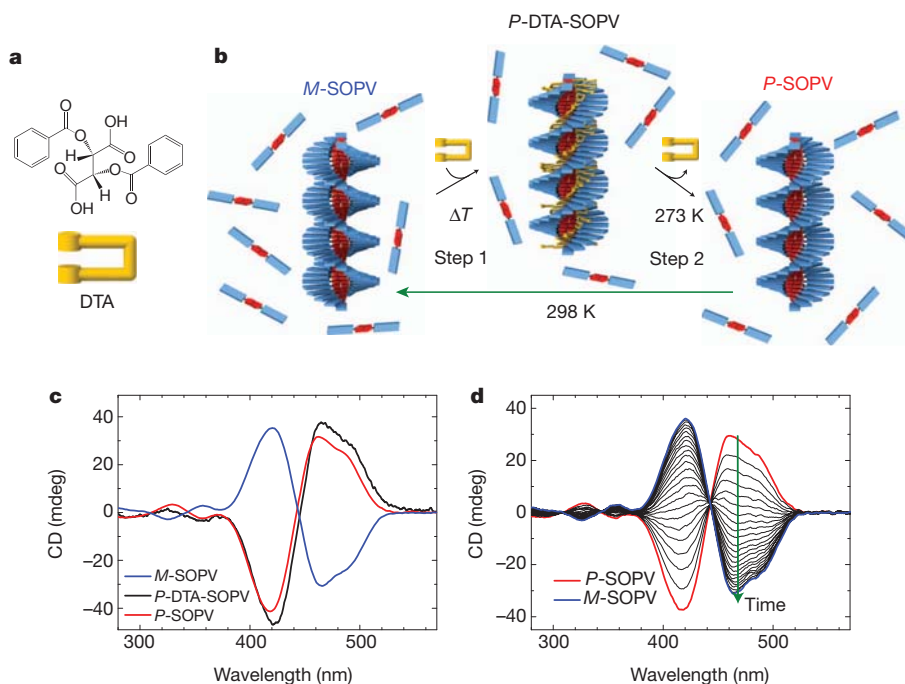 a
O
O
OH
H
O
O
O
H
O
OH
DTA
b
P-DTA-SOPV
M-SOPV
P-SOPV
ΔT
273 K
Step 1
Step 2
298 K
c
CD (mdeg)
40
20
0
−20
−40
M-SOPV
P-DTA-SOPV
P-SOPV
300 400 500
Wavelength (nm)
d
CD (mdeg)
40
20
0
−20
−40
P-SOPV
M-SOPV
Time
300 400 500
Wavelength (nm)